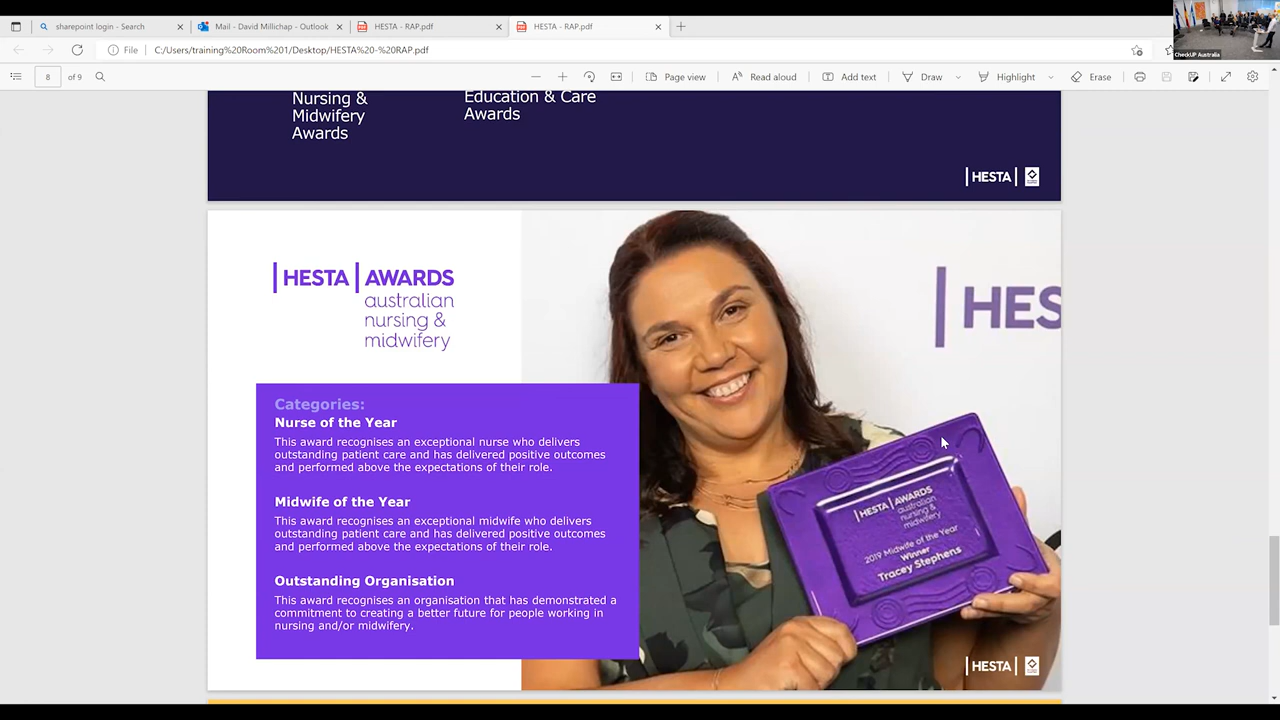 sharepoint login - Search
Mail - David Millichap - Outlook
HESTA - RAP.pdf
HESTA - RAP.pdf
File
C:/Users/training%20Room%201/Desktop/HESTA%20-%20RAP.pdf
CheckUP Australia
8 of 9
Page view
Read aloud
Add text
Draw
Highlight
Erase
Nursing &
Midwifery
Awards
Education & Care
Awards
HESTA
HESTA AWARDS
australian
nursing &
midwifery
HES
Categories:
Nurse of the Year
This award recognises an exceptional nurse who delivers
outstanding patient care and has delivered positive outcomes
and performed above the expectations of their role.
Midwife of the Year
This award recognises an exceptional midwife who delivers
outstanding patient care and has delivered positive outcomes
and performed above the expectations of their role.
Outstanding Organisation
This award recognises an organisation that has demonstrated a
commitment to creating a better future for people working in
nursing and/or midwifery.
HESTA AWARDS
australian
nursing &
midwifery
2019 Midwife of the Year
Winner
Tracey Stephens
HESTA